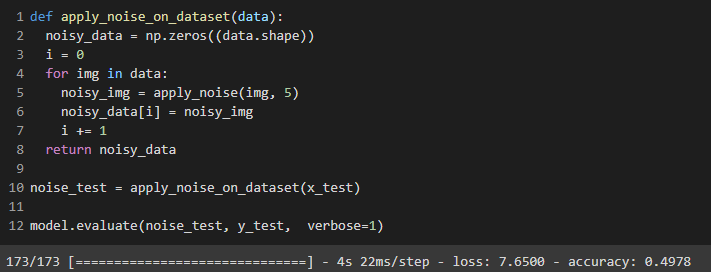 1 def apply_noise_on_dataset(data):
2   noisy_data = np.zeros((data.shape))
3   i = 0
4   for img in data:
5     noisy_img = apply_noise(img, 5)
6     noisy_data[i] = noisy_img
7     i += 1
8   return noisy_data
9
10 noise_test = apply_noise_on_dataset(x_test)
11
12 model.evaluate(noise_test, y_test,  verbose=1)
173/173 [==============================] - 4s 22ms/step - loss: 7.6500 - accuracy: 0.4978